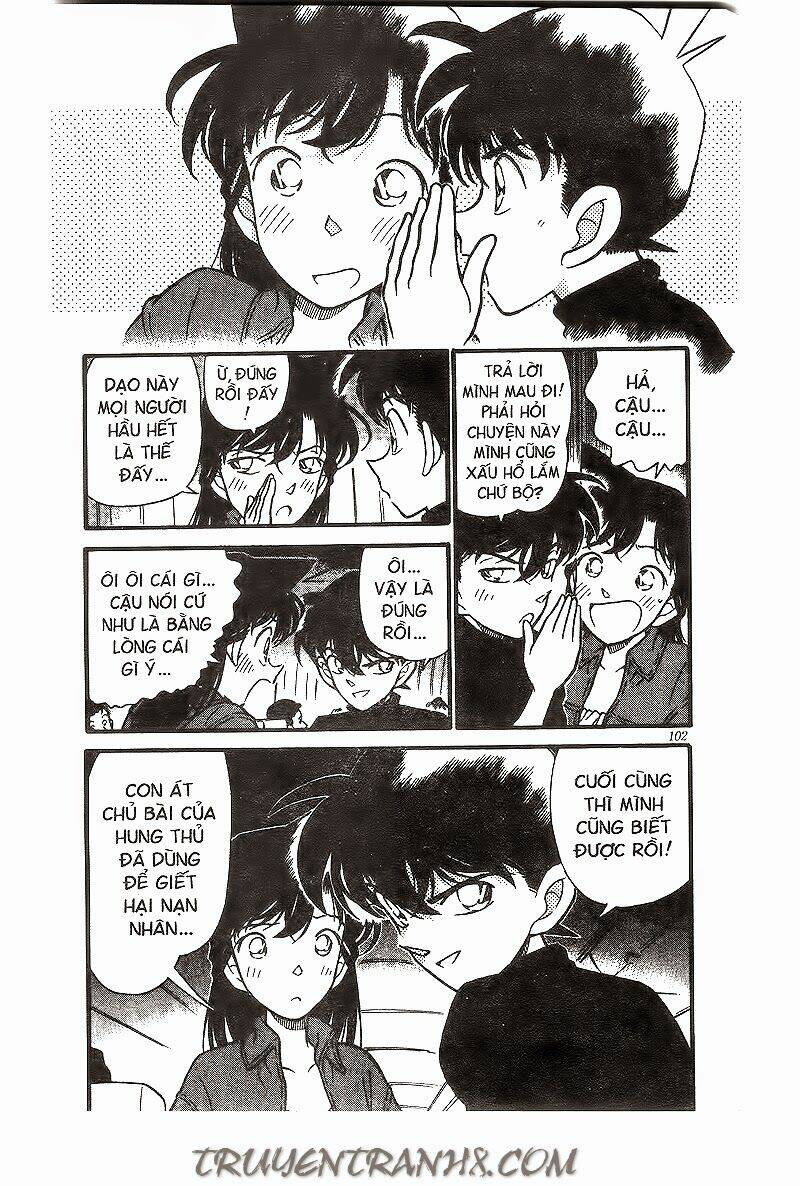 HẢ,
CẬU...
CẬU...
TRẢ LỜI
MÌNH MAU ĐI!
PHẢI HỎI
CHUYỆN NÀY
MÌNH CŨNG
XẤU HỔ LẮM
CHỨ BỘ?
Ừ, ĐÚNG
RỒI ĐẤY
!
DẠO NÀY
MỌI NGƯỜI
HẦU HẾT
LÀ THẾ
ĐẤY...
ÔI...
VẬY LÀ
ĐÚNG
RỒI...
ÔI ÔI CÁI GÌ...
CẬU NÓI CỨ
NHƯ LÀ BẰNG
LÒNG CÁI
GÌ Ý...
102
CUỐI CÙNG
THÌ MÌNH
CŨNG BIẾT
ĐƯỢC RỒI!
CON ÁT
CHỦ BÀI CỦA
HUNG THỦ
ĐÃ DÙNG
ĐỂ GIẾT
HẠI NẠN
NHÂN...
TRUYENTRANH8.COM